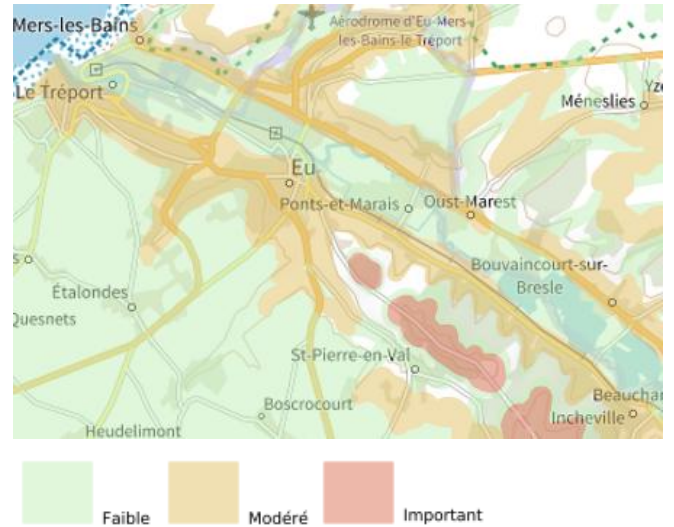 Mers-les-Bains
Aérodrome d'Eu-Mers-
les-Bains-le Tréport
Le Tréport
Méneslies
Eu
Ponts-et-Marais
Oust-Marest
Bouvaincourt-sur-
Bresle
Étalondes
Quesnets
St-Pierre-en-Val
Boscrocourt
Incheville
Heudelimont
Faible
Modéré
Important